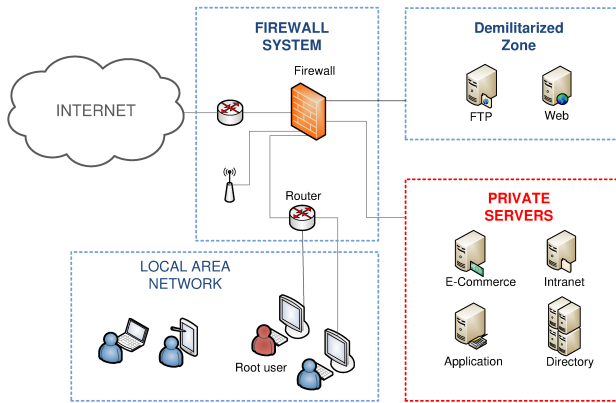 FIREWALL
SYSTEM
Firewall
INTERNET
Router
Demilitarized
Zone
FTP
Web
PRIVATE
SERVERS
E-Commerce
Intranet
Application
Directory
LOCAL AREA
NETWORK
Root user